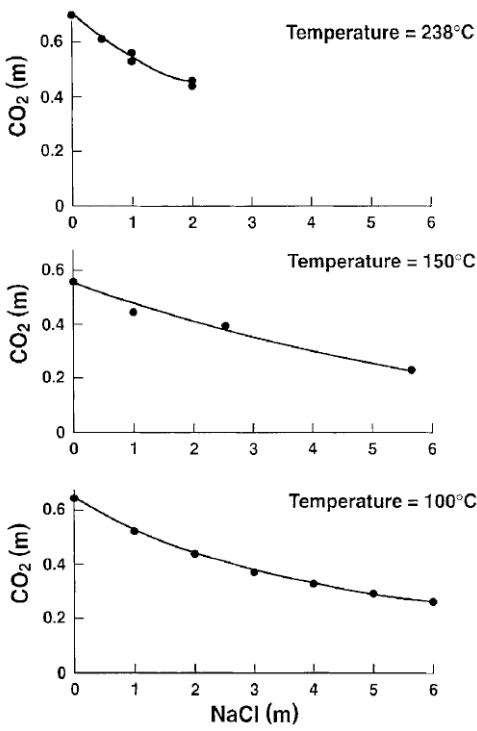 Temperature = 238°C
0.6
0.4
0.2
0
CO₂ (m)
0 1 2 3 4 5 6
Temperature = 150°C
0.6
0.4
0.2
0
CO₂ (m)
0 1 2 3 4 5 6
Temperature = 100°C
0.6
0.4
0.2
0
CO₂ (m)
0 1 2 3 4 5 6
NaCl (m)